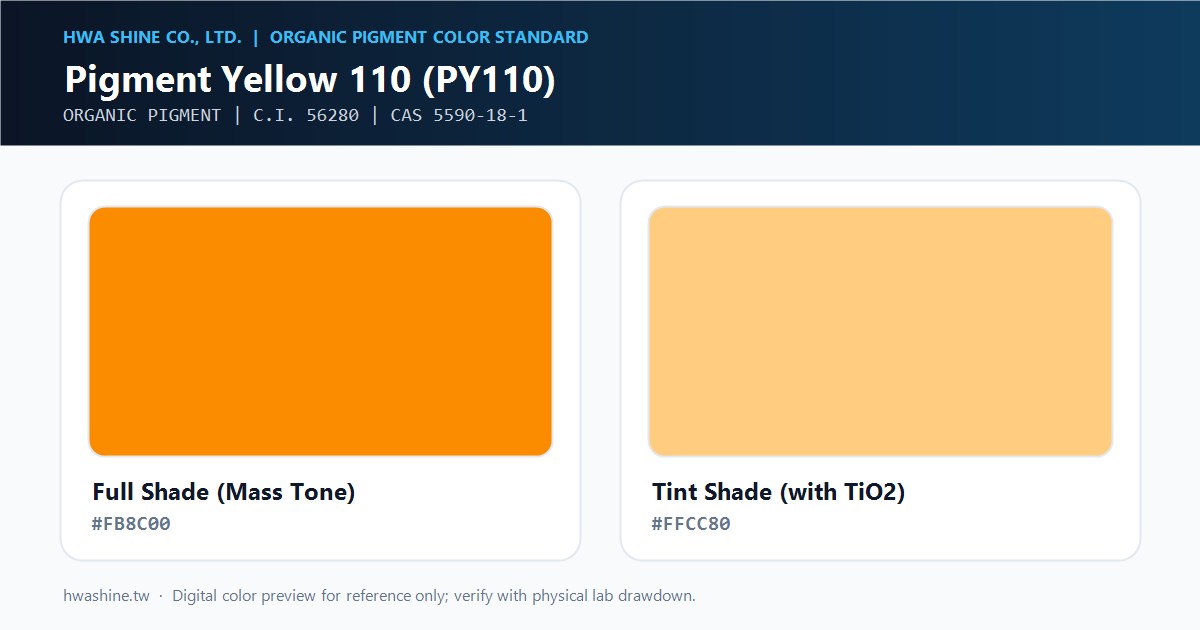 HWA SHINE CO., LTD. | ORGANIC PIGMENT COLOR STANDARD
Pigment Yellow 110 (PY110)
ORGANIC PIGMENT | C.I. 56280 | CAS 5590-18-1
Full Shade (Mass Tone)
#FB8C00
Tint Shade (with TiO2)
#FFCC80
hwashine.tw · Digital color preview for reference only; verify with physical lab drawdown.